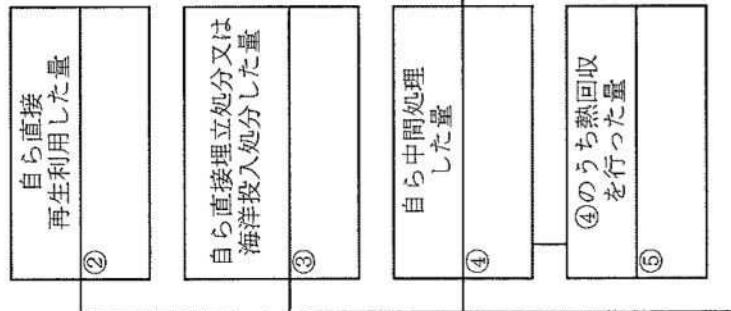 自ら直接
再生利用した量
②
自ら直接埋立処分又は
海洋投入処分した量
③
自ら中間処理
した量
④
④のうち熱回収
を行った量
⑤